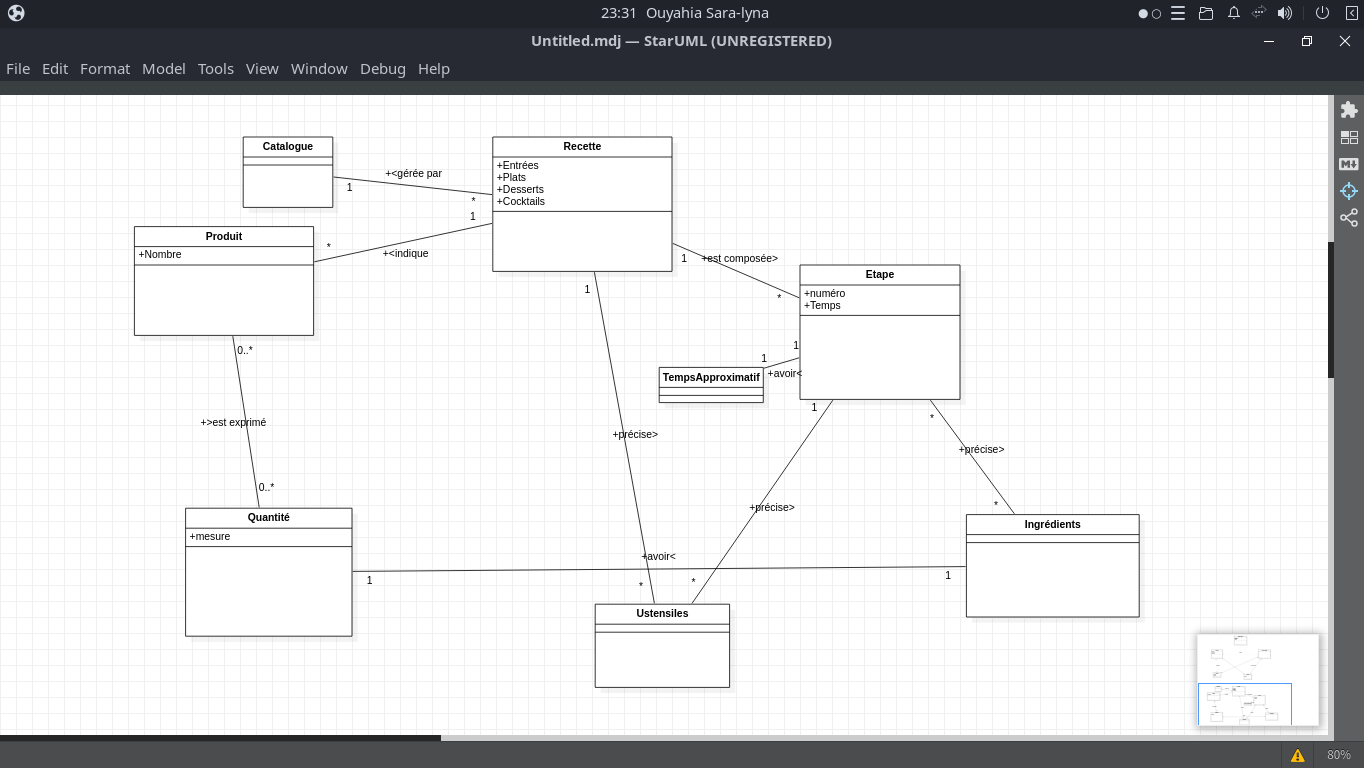 23:31 Ouyahia Sara-lyna
Untitled.mdj — StarUML (UNREGISTERED)
File Edit Format Model Tools View Window Debug Help
Catalogue
1
+<gérée par
*
Recette
+Entrées
+Plats
+Desserts
+Cocktails
1
+<indique
*
Produit
+Nombre
1
+est composée>
*
Etape
+numéro
+Temps
1
1
+avoir<
TempsApproximatif
0..*
+>est exprimé
0..*
1
+précise>
*
1
+précise>
*
*
+précise>
*
Quantité
+mesure
1
+avoir<
1
Ingrédients
Ustensiles
M
80%